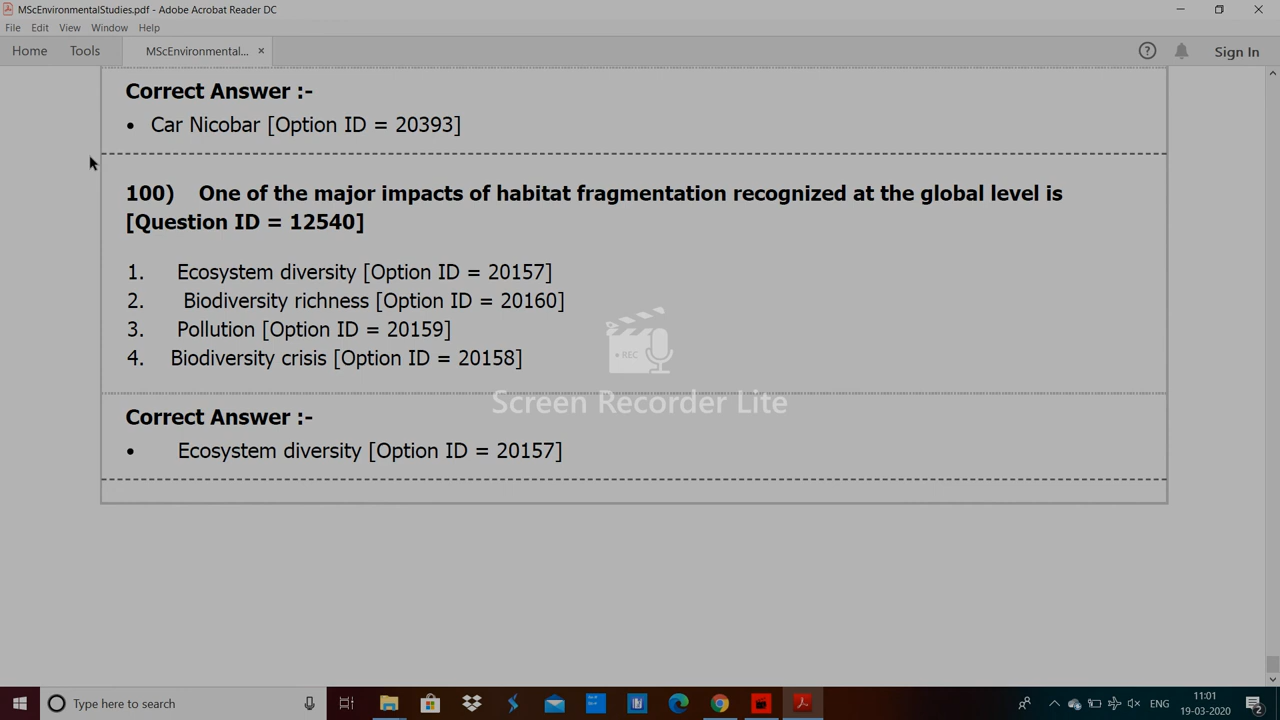 MScEnvironmentalStudies.pdf - Adobe Acrobat Reader DC
File Edit View Window Help
Home Tools MScEnvironmental... × Sign In
Correct Answer :-
• Car Nicobar [Option ID = 20393]
100) One of the major impacts of habitat fragmentation recognized at the global level is
[Question ID = 12540]
1. Ecosystem diversity [Option ID = 20157]
2. Biodiversity richness [Option ID = 20160]
3. Pollution [Option ID = 20159]
4. Biodiversity crisis [Option ID = 20158]
• REC
Screen Recorder Lite
Correct Answer :-
• Ecosystem diversity [Option ID = 20157]
Type here to search
ENG
11:01
19-03-2020
2